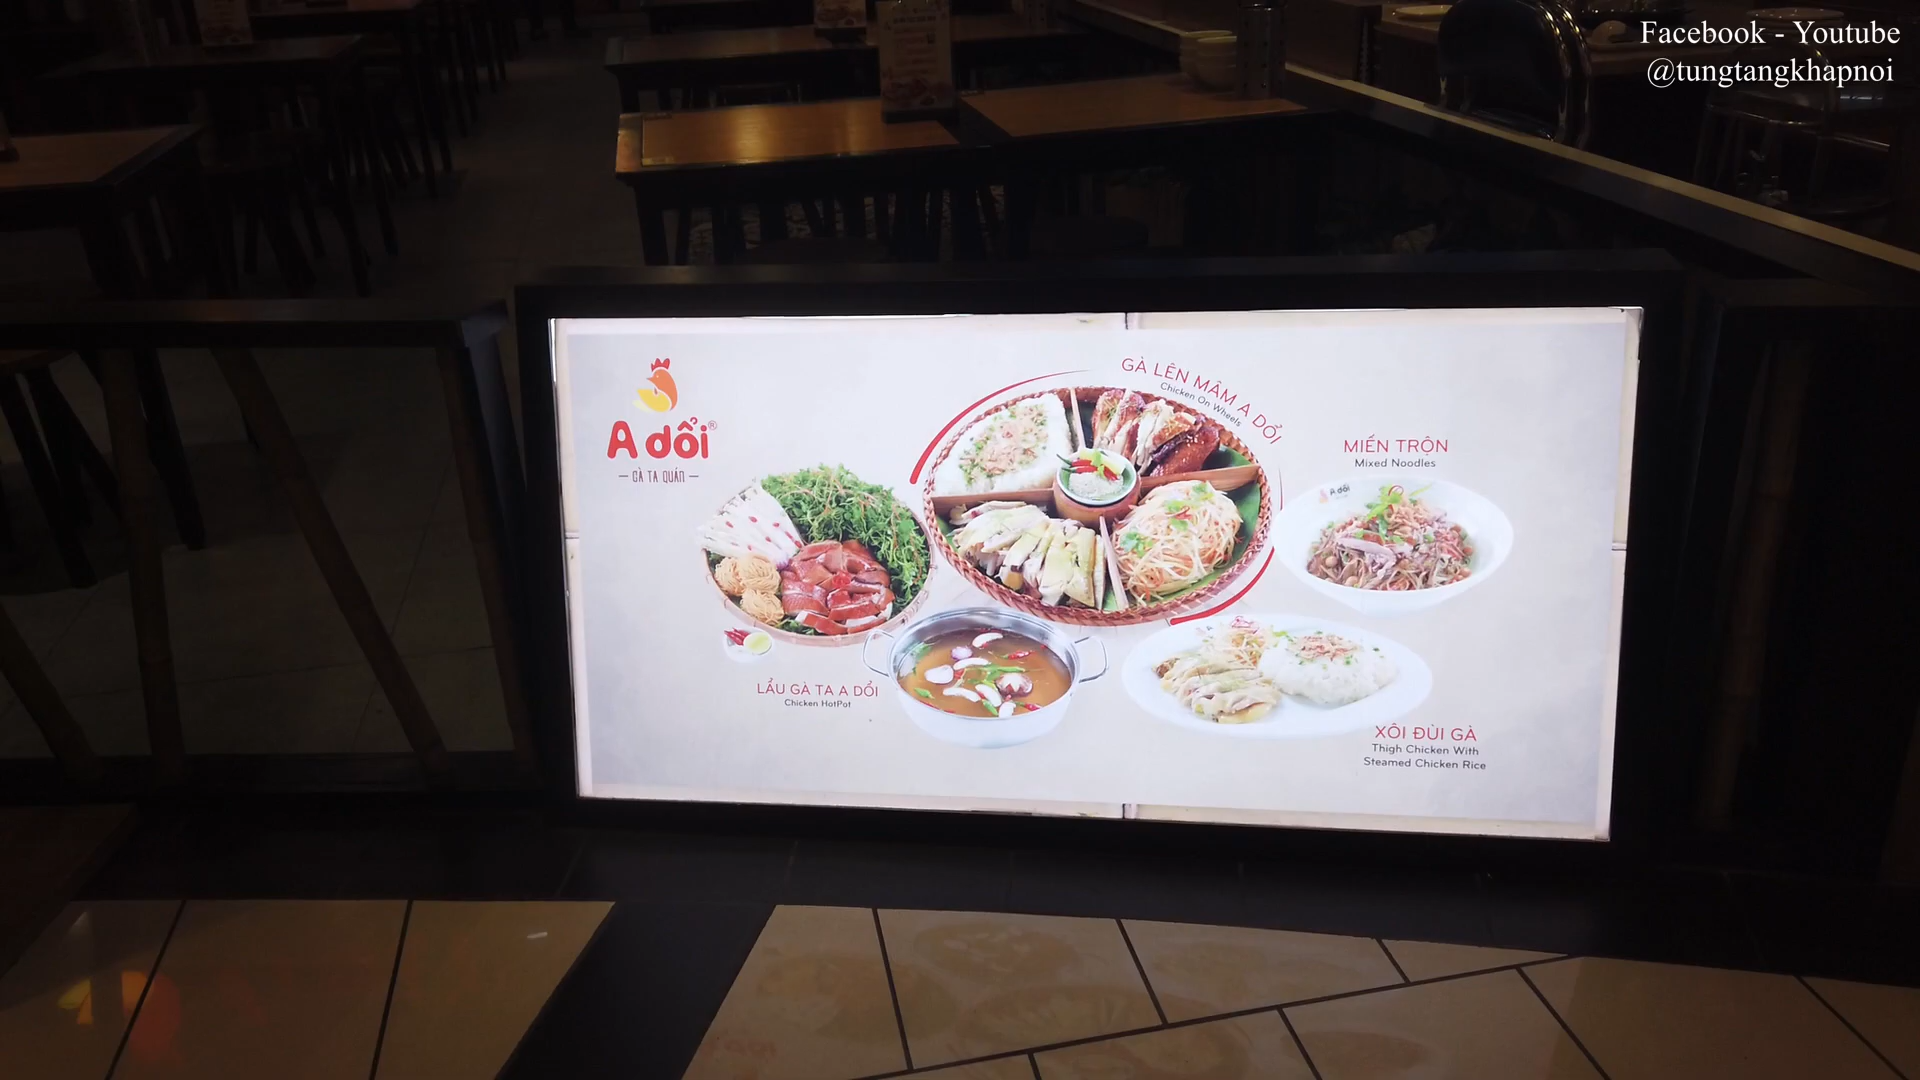 Facebook - Youtube
@tungtangkhapnoi
A dổi®
GÀ TA QUÁN
GÀ LÊN MÂM A DỔI
Chicken On Wheels
MIẾN TRỘN
Mixed Noodles
A dổi
LẨU GÀ TA A DỔI
Chicken HotPot
XÔI ĐÙI GÀ
Thigh Chicken With
Steamed Chicken Rice